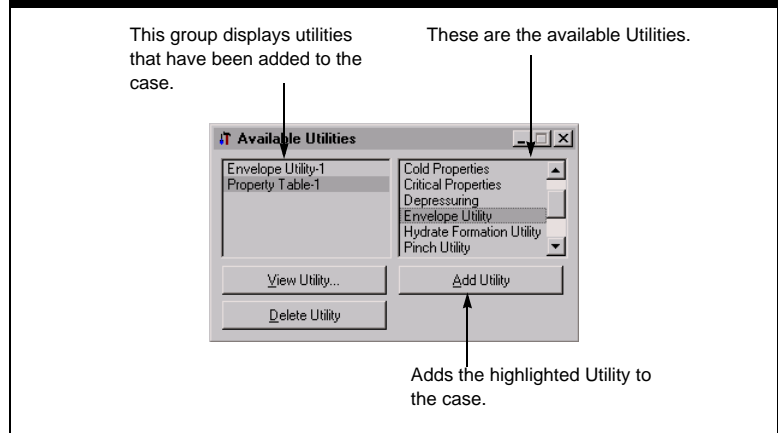 This group displays utilities
that have been added to the
case.
These are the available Utilities.
Available Utilities
Envelope Utility-1
Property Table-1
Cold Properties
Critical Properties
Depressuring
Envelope Utility
Hydrate Formation Utility
Pinch Utility
View Utility...
Add Utility
Delete Utility
Adds the highlighted Utility to
the case.